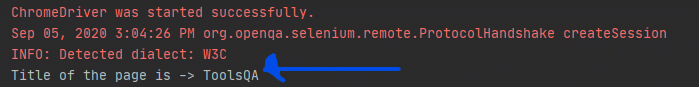 ChromeDriver was started successfully.
Sep 05, 2020 3:04:26 PM org.openqa.selenium.remote.ProtocolHandshake createSession
INFO: Detected dialect: W3C
Title of the page is -> ToolsQA